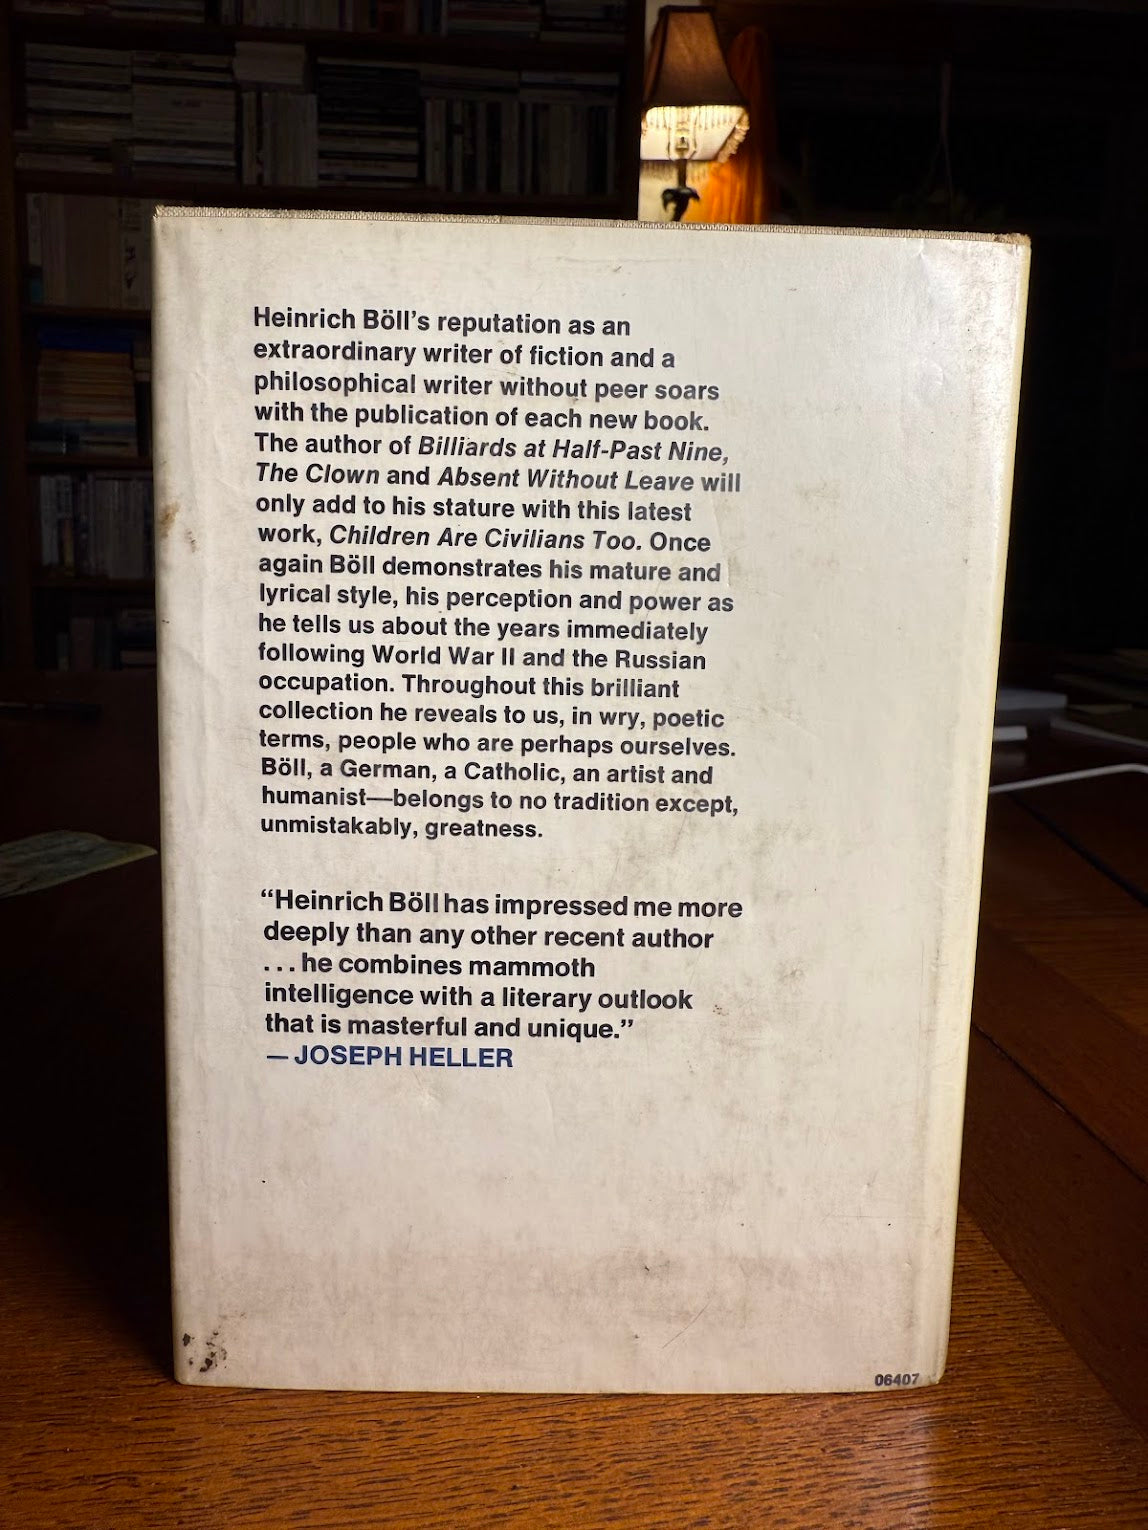 Heinrich Böll’s reputation as an
extraordinary writer of fiction and a
philosophical writer without peer soars
with the publication of each new book.
The author of Billiards at Half-Past Nine,
The Clown and Absent Without Leave will
only add to his stature with this latest
work, Children Are Civilians Too. Once
again Böll demonstrates his mature and
lyrical style, his perception and power as
he tells us about the years immediately
following World War II and the Russian
occupation. Throughout this brilliant
collection he reveals to us, in wry, poetic
terms, people who are perhaps ourselves.
Böll, a German, a Catholic, an artist and
humanist—belongs to no tradition except,
unmistakably, greatness.
“Heinrich Böll has impressed me more
deeply than any other recent author
...he combines mammoth
intelligence with a literary outlook
that is masterful and unique.”
— JOSEPH HELLER
06407